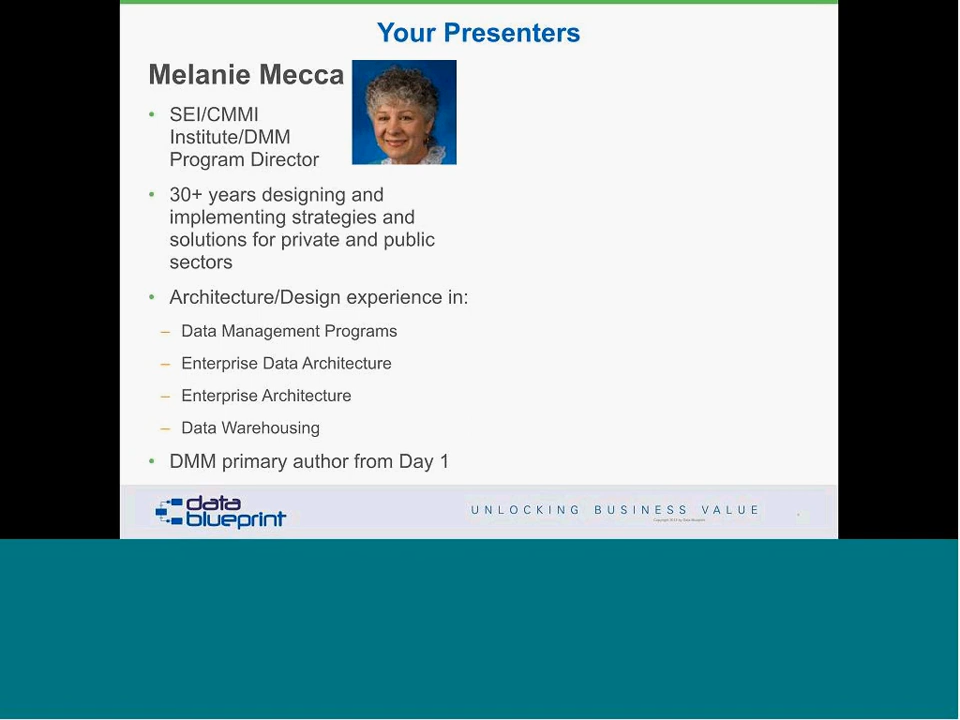 Your Presenters
Melanie Mecca
• SEI/CMMI
Institute/DMM
Program Director
• 30+ years designing and
implementing strategies and
solutions for private and public
sectors
• Architecture/Design experience in:
– Data Management Programs
– Enterprise Data Architecture
– Enterprise Architecture
– Data Warehousing
• DMM primary author from Day 1
data
blueprint
UNLOCKING BUSINESS VALUE